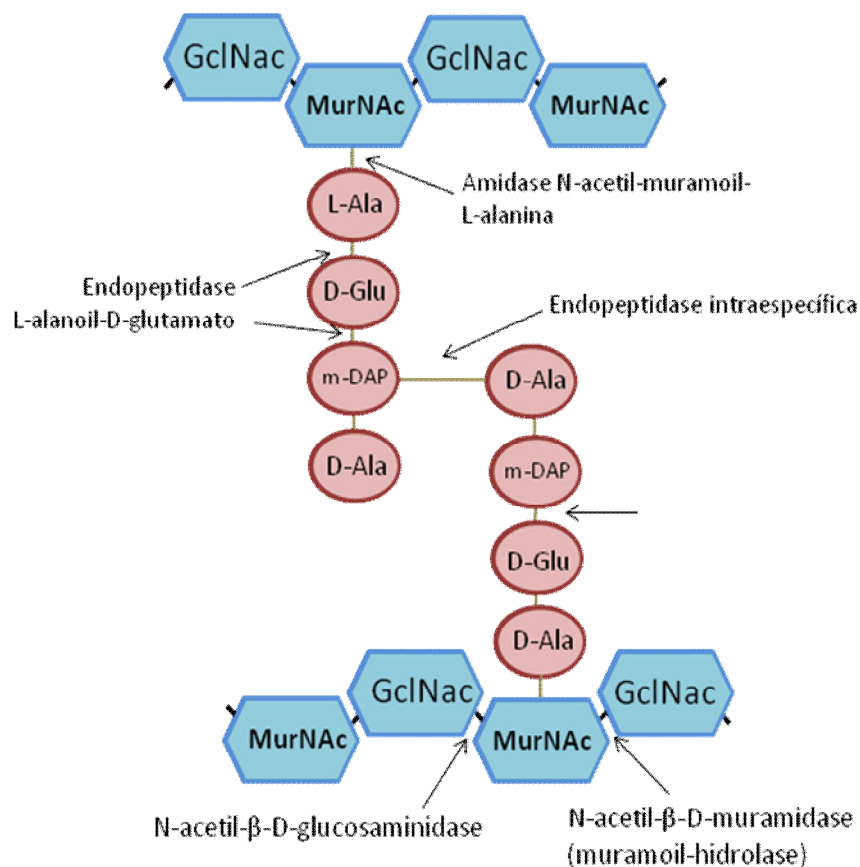 GclNac
MurNAc
GclNac
MurNAc
Amidase N-acetil-muramoil-
L-alanina
L-Ala
Endopeptidase
L-alanoil-D-glutamato
D-Glu
Endopeptidase intraespecífica
m-DAP
D-Ala
D-Ala
m-DAP
D-Glu
D-Ala
MurNAc
GclNac
MurNAc
GclNac
N-acetil-β-D-glucosaminidase
N-acetil-β-D-muramidase
(muramoil-hidrolase)